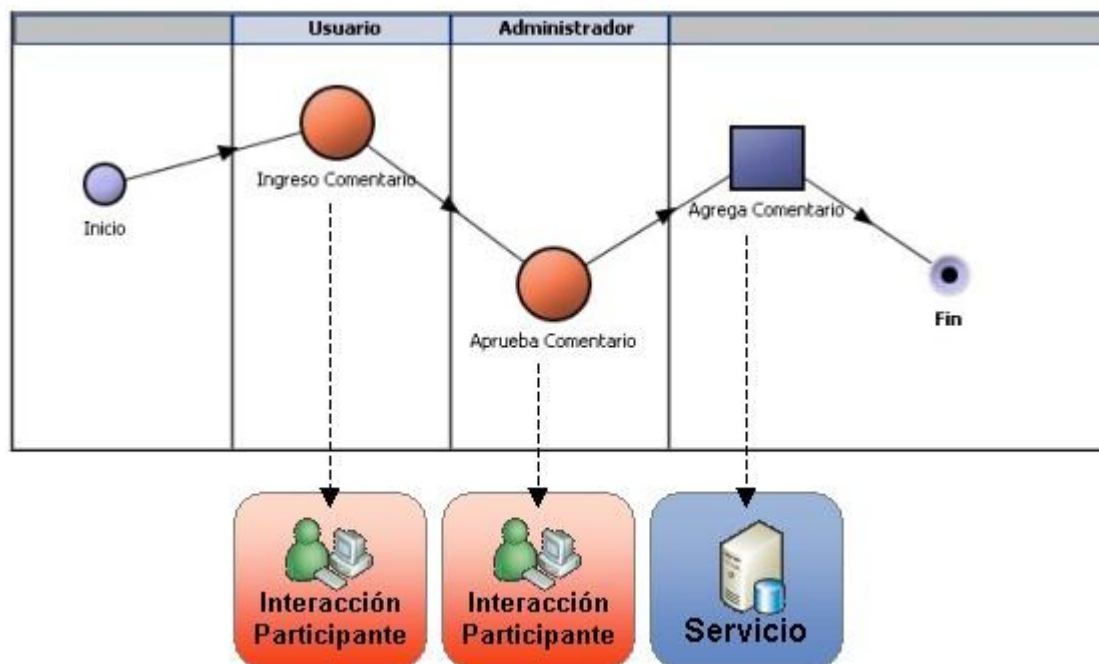 Usuario
Administrador
Inicio
Ingreso Comentario
Aprueba Comentario
Agrega Comentario
Fin
Interacción
Participante
Interacción
Participante
Servicio